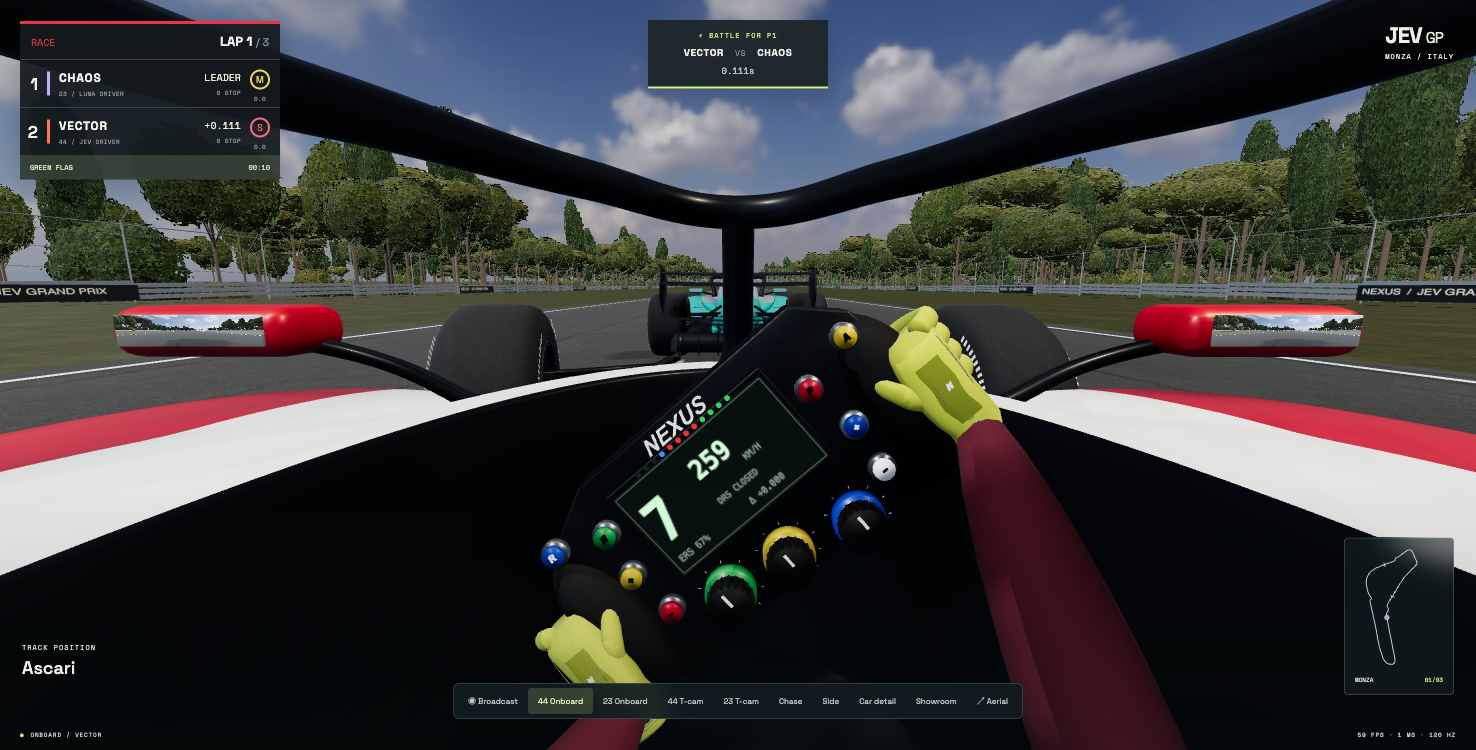 RACE
LAP 1 / 3
1 CHAOS LEADER M
23 / LUNA DRIVER 0 STOP 0.0
2 VECTOR +0.111 S
44 / JEV DRIVER 0 STOP 0.0
GREEN FLAG 00:10
⚡ BATTLE FOR P1
VECTOR VS CHAOS
0.111s
JEV GP
MONZA / ITALY
JEV GRAND PRIX
NEXUS / JEV GRA
NEXUS
259 KM/H
7
DRS CLOSED
Δ +0.000
ERS 67%
R
TRACK POSITION
Ascari
MONZA 01/03
Broadcast 44 Onboard 23 Onboard 44 T-cam 23 T-cam Chase Side Car detail Showroom Aerial
ONBOARD / VECTOR
59 FPS · 1 MS · 120 HZ